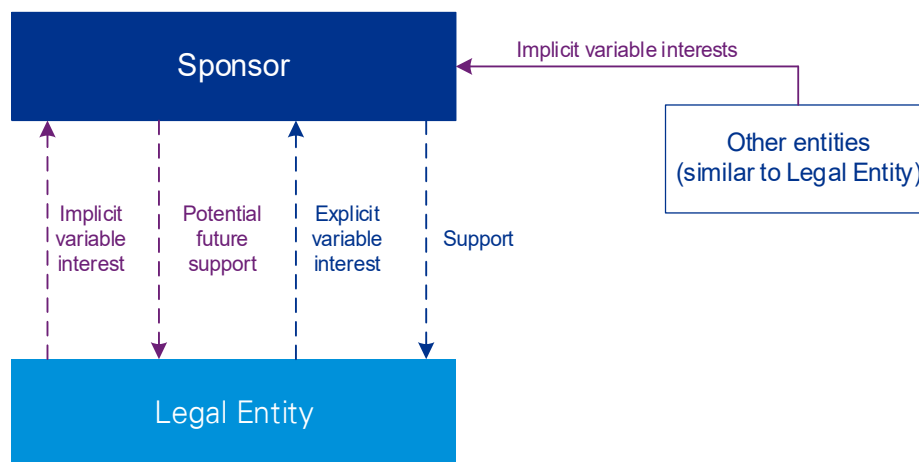 Sponsor
Implicit variable interests
Other entities
(similar to Legal Entity)
Implicit
variable
interest
Potential
future
support
Explicit
variable
interest
Support
Legal Entity